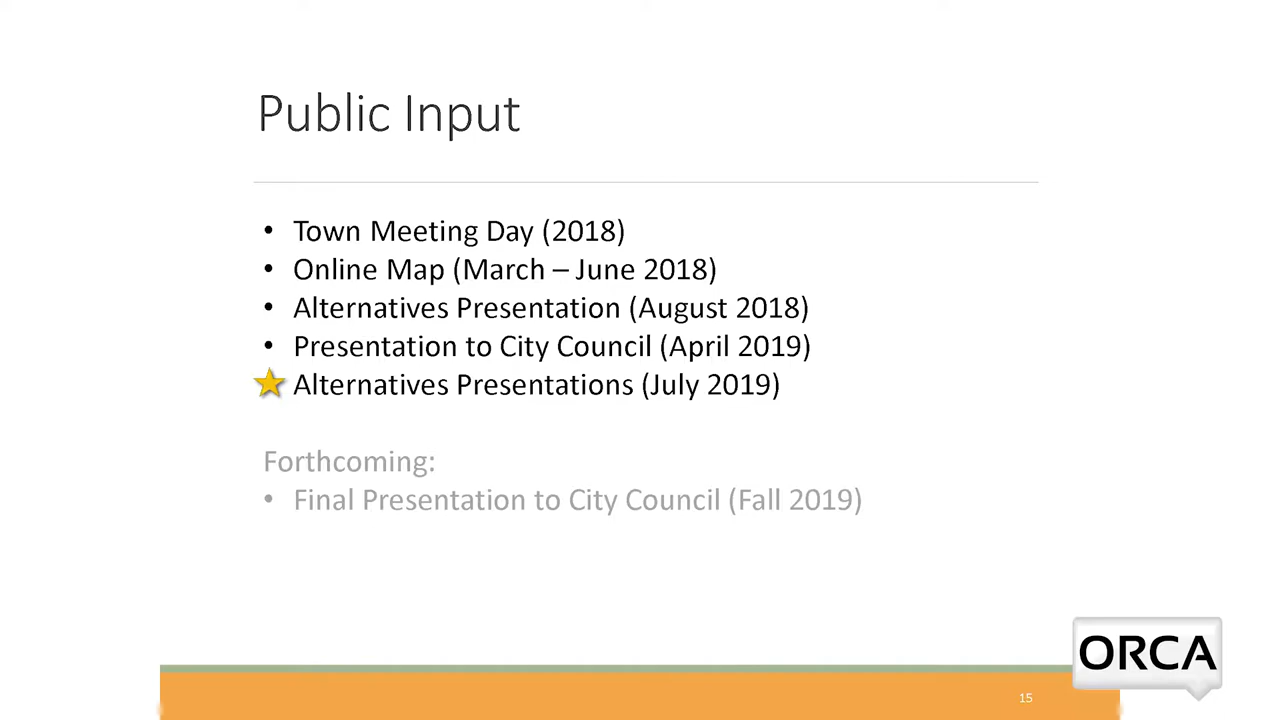 Public Input
• Town Meeting Day (2018)
• Online Map (March – June 2018)
• Alternatives Presentation (August 2018)
• Presentation to City Council (April 2019)
Alternatives Presentations (July 2019)
Forthcoming:
• Final Presentation to City Council (Fall 2019)
ORCA
15